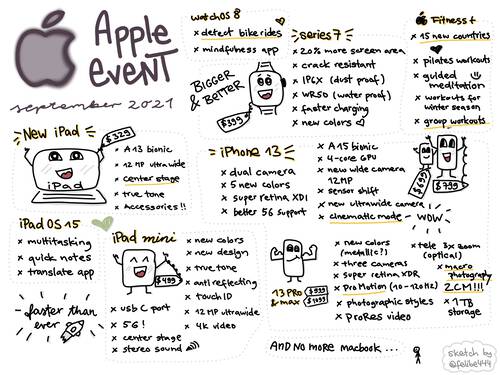 Apple
EVENT
september 2021
watchOS 8
x detect bike rides
x mindfulness app
BIGGER
& BETTER
$399
series 7
x 20% more screen area
x crack resistant
x IP6X (dust proof)
x WR50 (water proof)
x faster charging
x new colors
Fitness +
x 15 new countries
x pilates workouts
x guided
meditation
x workouts for
winter season
x group workouts
New iPad
$329
iPad
x A13 bionic
x 12 MP ultra wide
x center stage
x true tone
x Accessories!!
iPhone 13
x dual camera
x 5 new colors
x super retina XDR
x better 5G support
x A15 bionic
x 4-core GPU
x new wide camera
12MP
x sensor shift
x new ultrawide camera
x cinematic mode
$699
$799
WOW
iPad OS 15
x multitasking
x quick notes
x translate app
- faster than
ever
iPad mini
$499
x usb C port
x 5G!
x center stage
x stereo sound
x new colors
x new design
x true tone
x anti reflecting
x touch ID
x 12 MP ultrawide
x 4K video
13 PRO
& max
$999
$1099
x new colors
(metallic?)
x three cameras
x super retina XDR
x Pro Motion (10-120Hz)
x photographic styles
x ProRes video
x tele 3x zoom
(optical)
x macro
photography
2CM!!!
x 1TB
storage
AND NO MORE MACBOOK ...
sketch by
@felibe444